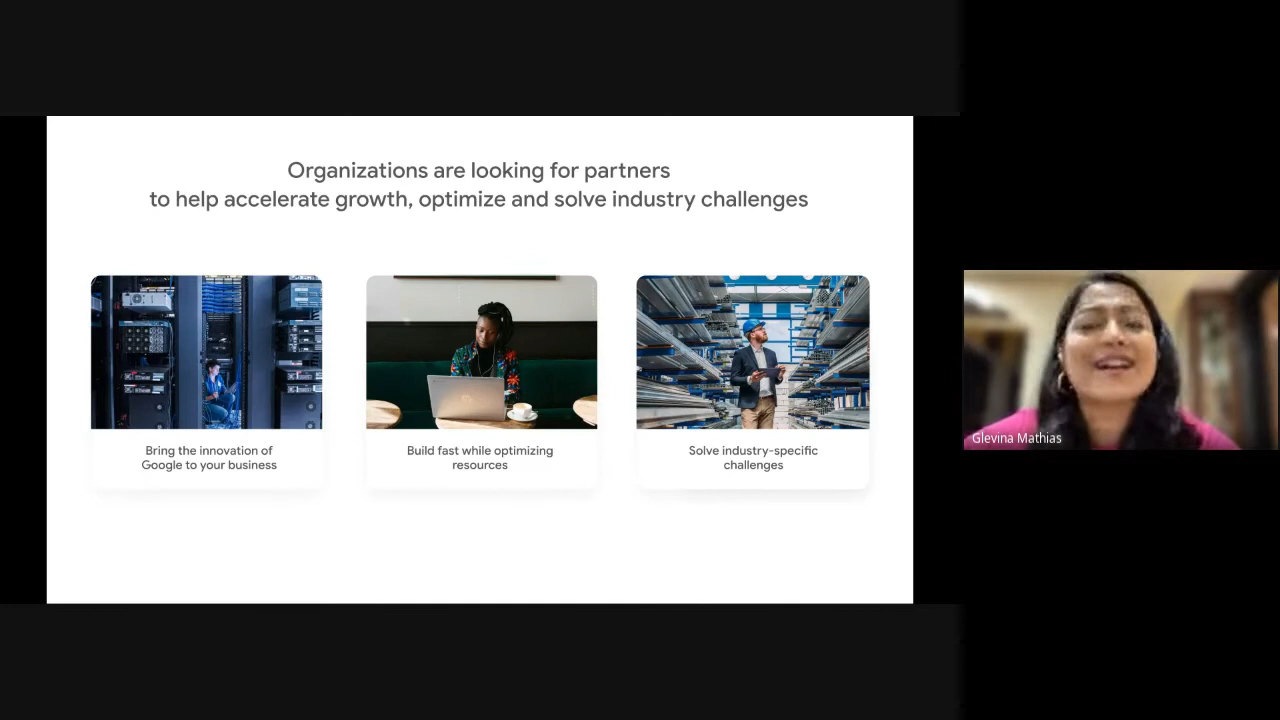 Organizations are looking for partners
to help accelerate growth, optimize and solve industry challenges
Bring the innovation of
Google to your business
Build fast while optimizing
resources
Solve industry-specific
challenges
Glevina Mathias